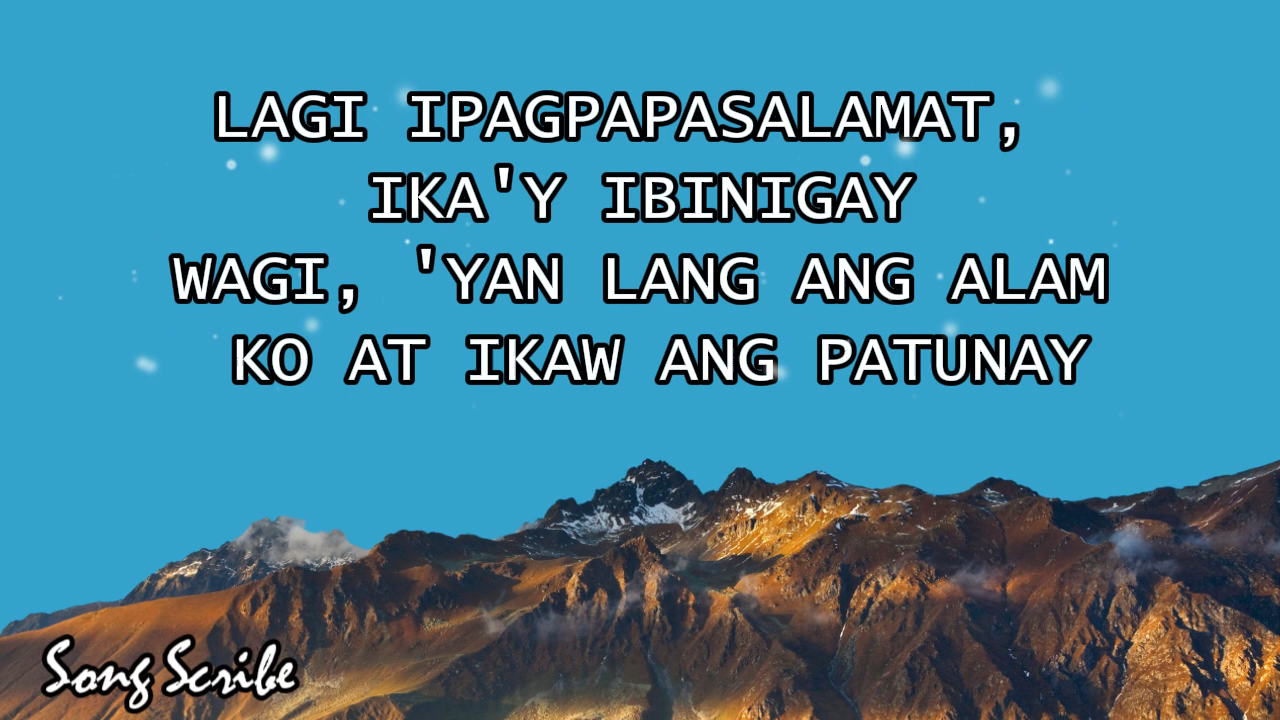 LAGI IPAGPAPASALAMAT,
IKA'Y IBINIGAY
WAGI, 'YAN LANG ANG ALAM
KO AT IKAW ANG PATUNAY
Song Scribe